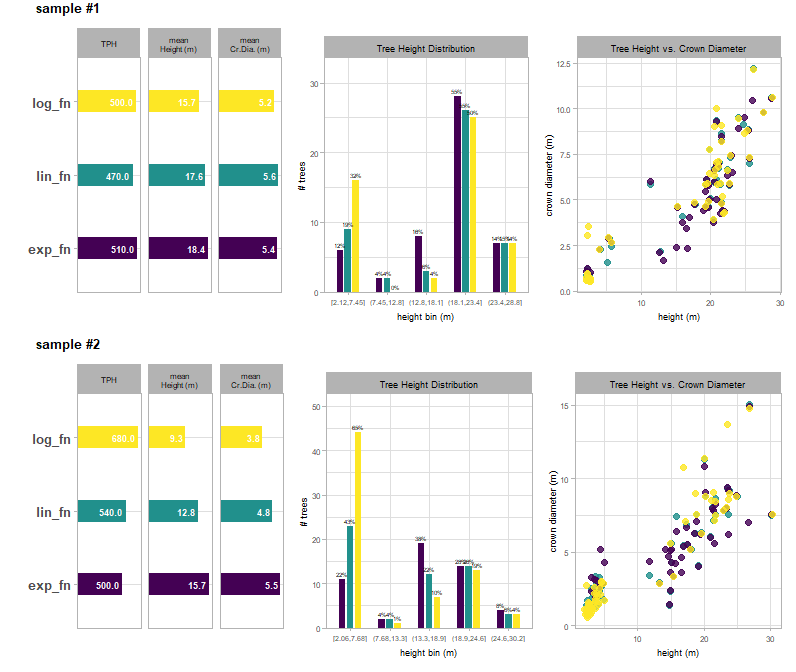 sample #1
TPH
mean
Height (m)
mean
Cr.Dia. (m)
log_fn
500.0
15.7
5.2
lin_fn
470.0
17.6
5.6
exp_fn
510.0
18.4
5.4
Tree Height Distribution
# trees
30
20
10
0
12%
9%
32%
4%
4%
0%
16%
6%
4%
55%
50%
14%
14%
[2.12,7.45]
(7.45,12.8]
(12.8,18.1]
(18.1,23.4]
(23.4,28.8]
height bin (m)
Tree Height vs. Crown Diameter
crown diameter (m)
12.5
10.0
7.5
5.0
2.5
0.0
10
20
30
height (m)
sample #2
TPH
mean
Height (m)
mean
Cr.Dia. (m)
log_fn
680.0
9.3
3.8
lin_fn
540.0
12.8
4.8
exp_fn
500.0
15.7
5.5
Tree Height Distribution
# trees
50
40
30
20
10
0
22%
43%
65%
4%
4%
1%
38%
22%
10%
[2.06,7.68]
(7.68,13.3]
(13.3,18.9]
(18.9,24.6]
(24.6,30.2]
height bin (m)
Tree Height vs. Crown Diameter
crown diameter (m)
15
10
5
0
10
20
30
height (m)